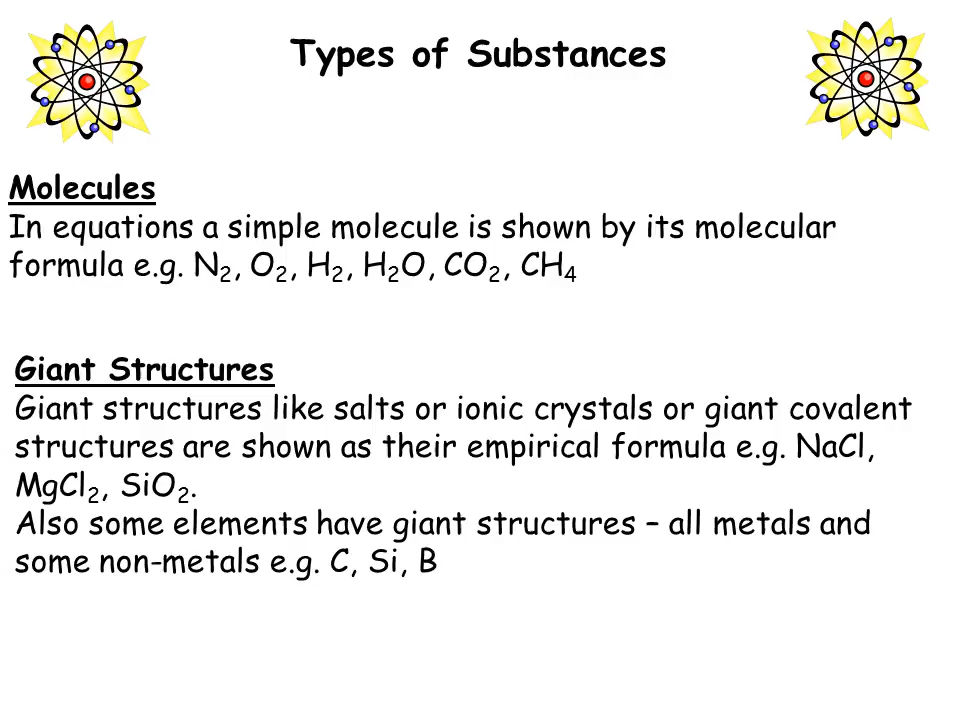 Types of Substances
Molecules
In equations a simple molecule is shown by its molecular
formula e.g. N₂, O₂, H₂, H₂O, CO₂, CH₄
Giant Structures
Giant structures like salts or ionic crystals or giant covalent
structures are shown as their empirical formula e.g. NaCl,
MgCl₂, SiO₂.
Also some elements have giant structures – all metals and
some non-metals e.g. C, Si, B